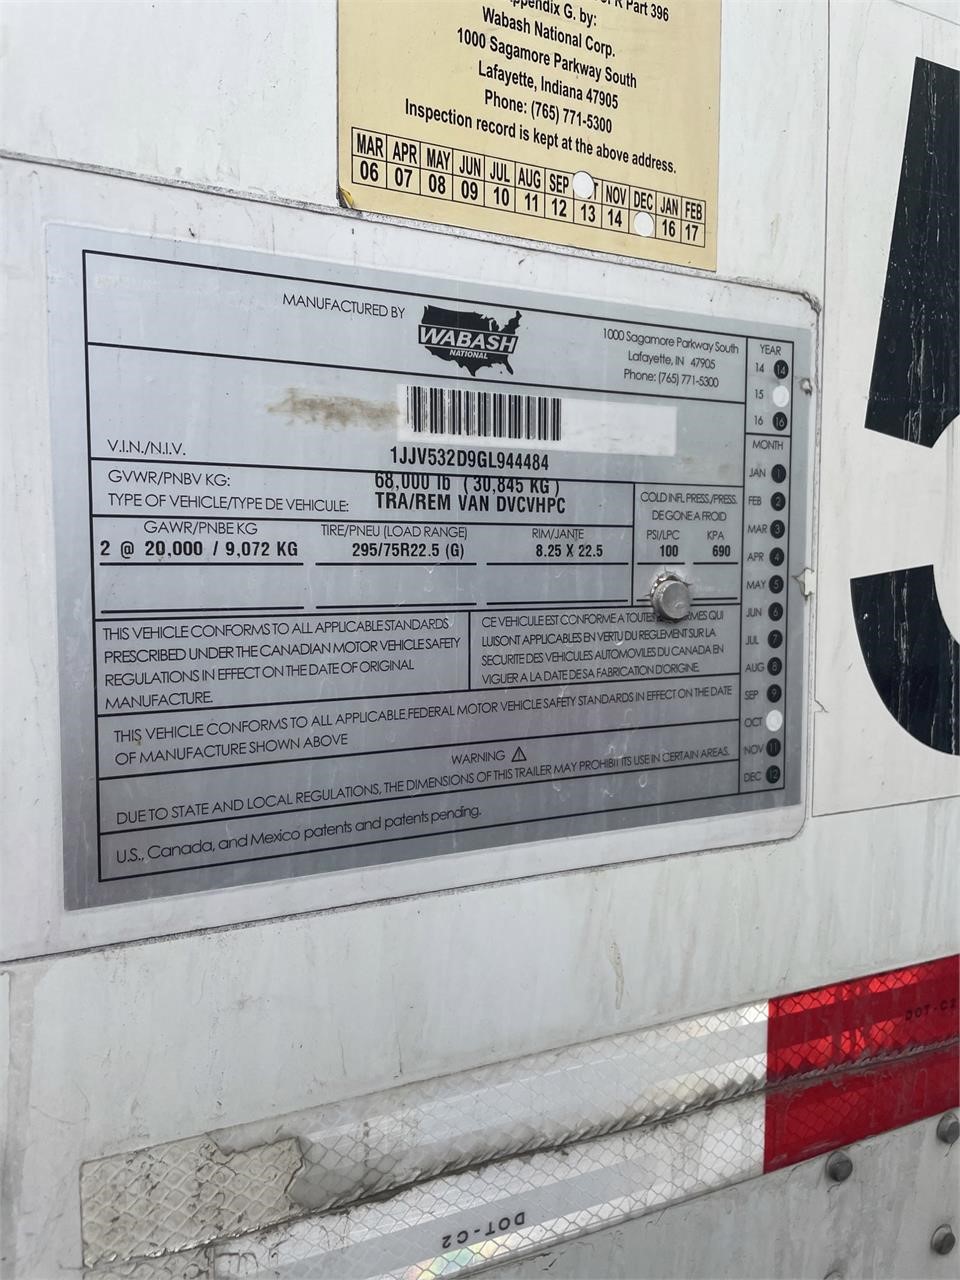 R Part 396
Appendix G. by:
Wabash National Corp.
1000 Sagamore Parkway South
Lafayette, Indiana 47905
Phone: (765) 771-5300
Inspection record is kept at the above address.
MAR APR MAY JUN JUL AUG SEP T NOV DEC JAN FEB
06 07 08 09 10 11 12 13 14 16 17
MANUFACTURED BY
WABASH
NATIONAL
1000 Sagamore Parkway South
Lafayette, IN 47905
Phone: (765) 771-5300
YEAR
14 14
15
16 16
V.I.N./N.I.V.
1JJV532D9GL944484
GVWR/PNBV KG: 68,000 lb ( 30,845 KG )
TYPE OF VEHICLE/TYPE DE VEHICULE: TRA/REM VAN DVCVHPC
COLD INFL PRESS/PRESS.
DE GONE A FROID
GAWR/PNBE KG TIRE/PNEU (LOAD RANGE) RIM/JANTE PSI/LPC KPA
2 @ 20,000 / 9,072 KG 295/75R22.5 (G) 8.25 X 22.5 100 690
MONTH
JAN 1
FEB 2
MAR 3
APR 4
MAY 5
JUN 6
JUL 7
AUG 8
SEP 9
OCT
NOV 11
DEC 12
THIS VEHICLE CONFORMS TO ALL APPLICABLE STANDARDS
PRESCRIBED UNDER THE CANADIAN MOTOR VEHICLE SAFETY
REGULATIONS IN EFFECT ON THE DATE OF ORIGINAL
MANUFACTURE.
CE VEHICULE EST CONFORME A TOUTES NORMES QUI
LUISONT APPLICABLES EN VERTU DU REGLEMENT SUR LA
SECURITE DES VEHICULES AUTOMOVILES DU CANADA EN
VIGUER A LA DATE DE SA FABRICATION D'ORIGINE.
THIS VEHICLE CONFORMS TO ALL APPLICABLE FEDERAL MOTOR VEHICLE SAFETY STANDARDS IN EFFECT ON THE DATE
OF MANUFACTURE SHOWN ABOVE
WARNING
DUE TO STATE AND LOCAL REGULATIONS, THE DIMENSIONS OF THIS TRAILER MAY PROHIBIT ITS USE IN CERTAIN AREAS.
U.S., Canada, and Mexico patents and patents pending.
DOT-C2
DOT-C2